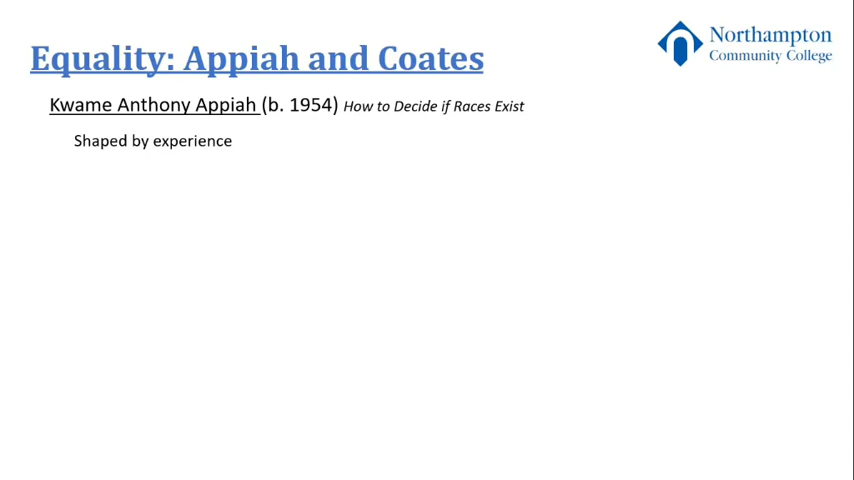 Northampton
Community College
Equality: Appiah and Coates
Kwame Anthony Appiah (b. 1954) How to Decide if Races Exist
Shaped by experience